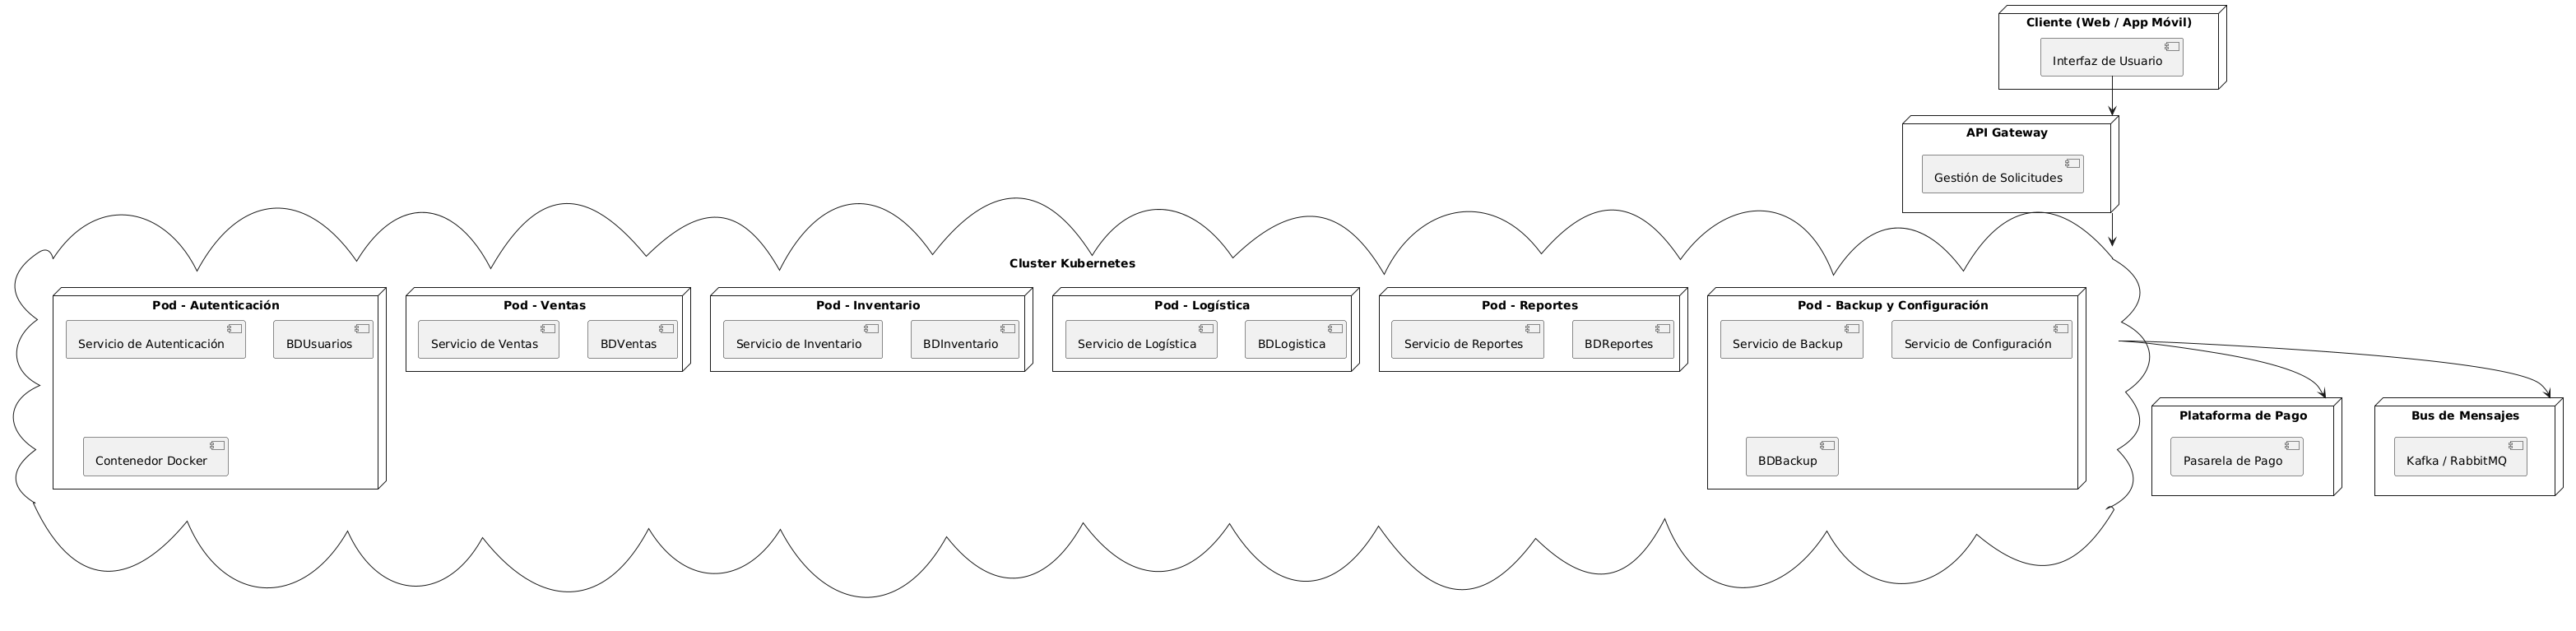 Cliente (Web / App Móvil)
Interfaz de Usuario
API Gateway
Gestión de Solicitudes
Cluster Kubernetes
Pod - Autenticación
Servicio de Autenticación
BDUsuarios
Contenedor Docker
Pod - Ventas
Servicio de Ventas
BDVentas
Pod - Inventario
Servicio de Inventario
BDInventario
Pod - Logística
Servicio de Logística
BDLogistica
Pod - Reportes
Servicio de Reportes
BDReportes
Pod - Backup y Configuración
Servicio de Backup
Servicio de Configuración
BDBackup
Plataforma de Pago
Pasarela de Pago
Bus de Mensajes
Kafka / RabbitMQ